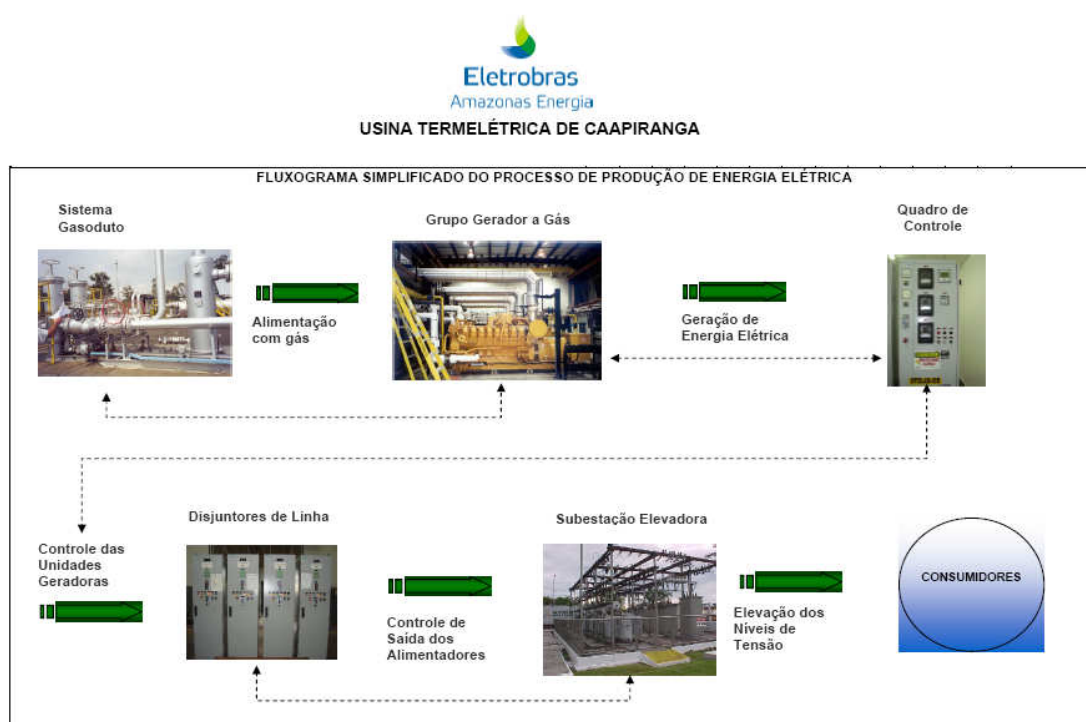 Eletrobras
Amazonas Energia
USINA TERMELÉTRICA DE CAAPIRANGA
FLUXOGRAMA SIMPLIFICADO DO PROCESSO DE PRODUÇÃO DE ENERGIA ELÉTRICA
Sistema
Gasoduto
Grupo Gerador a Gás
Quadro de
Controle
Alimentação
com gás
Geração de
Energia Elétrica
Controle das
Unidades
Geradoras
Disjuntores de Linha
Controle de
Saída dos
Alimentadores
Subestação Elevadora
Elevação dos
Níveis de
Tensão
CONSUMIDORES